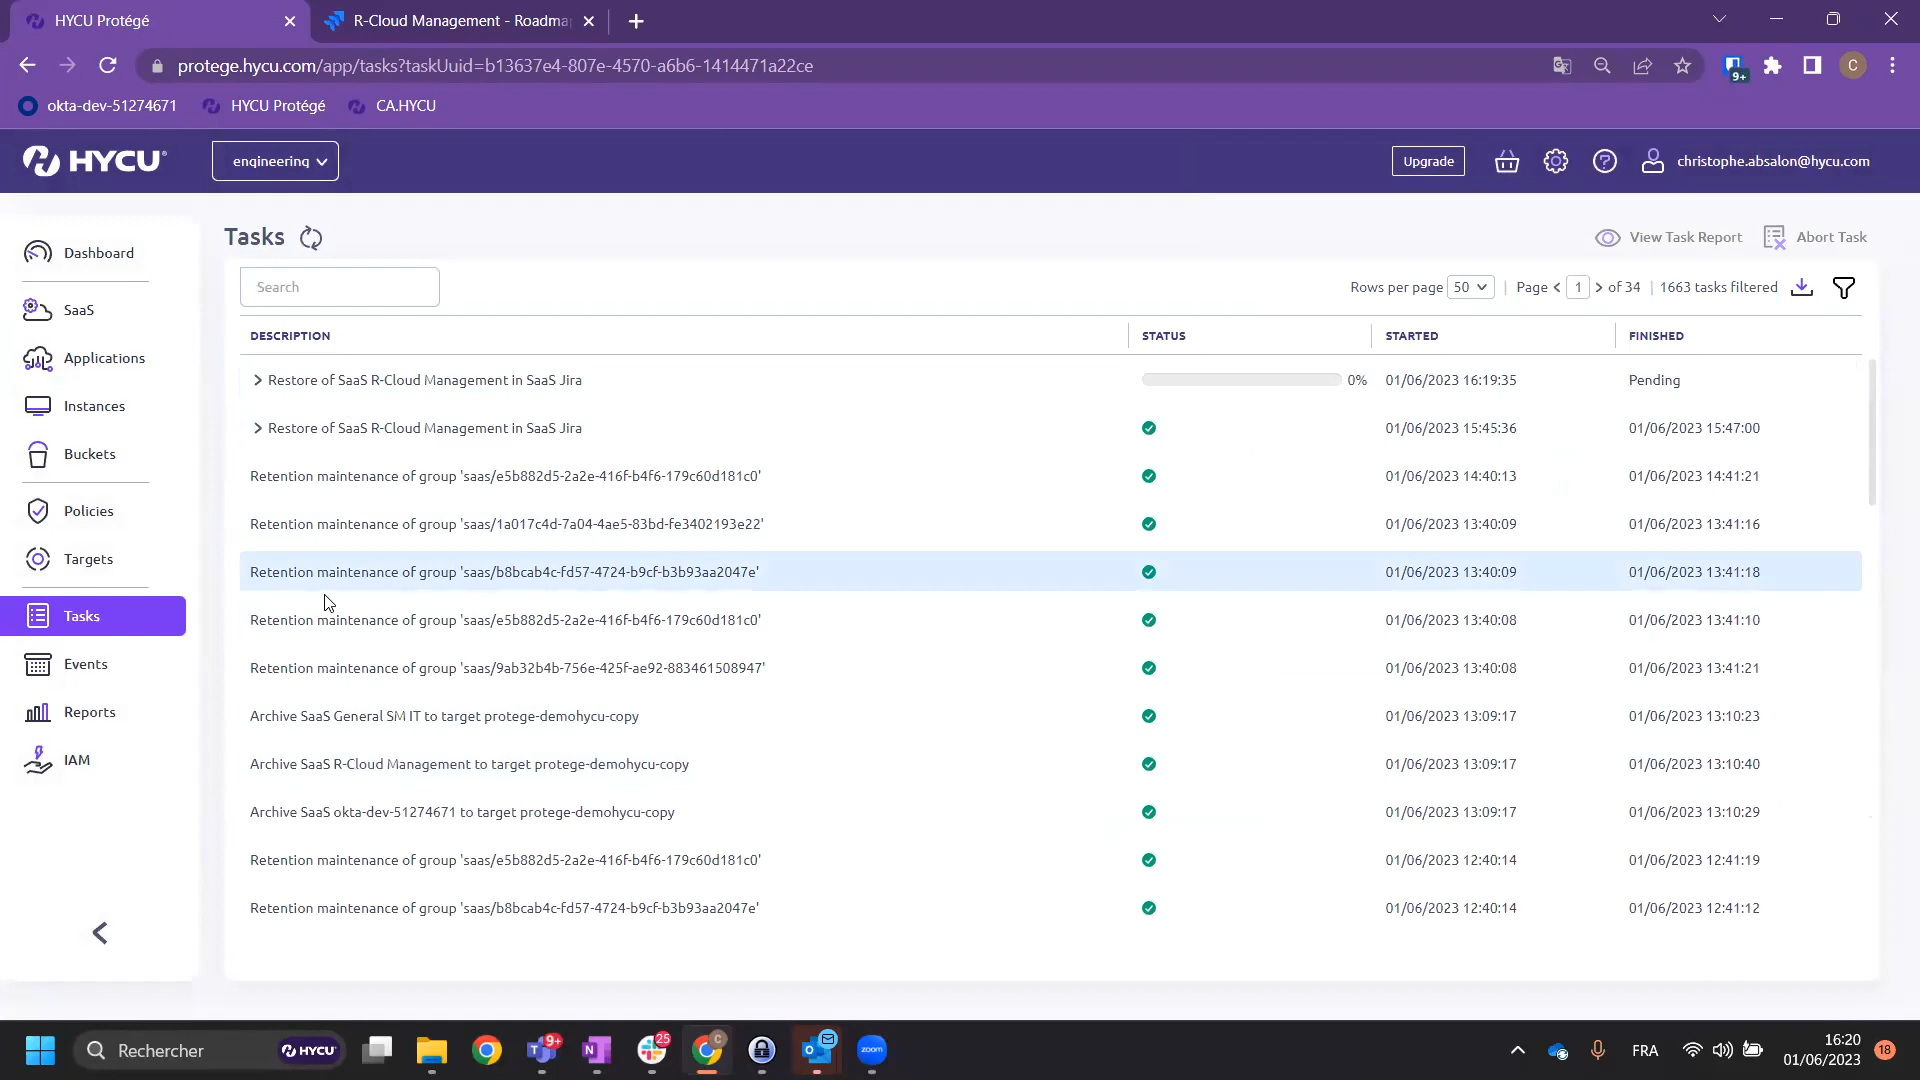 HYCU Protégé
R-Cloud Management - Roadma
protege.hycu.com/app/tasks?taskUuid=b13637e4-807e-4570-a6b6-1414471a22ce
9+
C
okta-dev-51274671
HYCU Protégé
CA.HYCU
HYCU
engineering
Upgrade
christophe.absalon@hycu.com
Dashboard
SaaS
Applications
Instances
Buckets
Policies
Targets
Tasks
Events
Reports
IAM
Tasks
View Task Report
Abort Task
Search
Rows per page 50 | Page < 1 > of 34 | 1663 tasks filtered
DESCRIPTION STATUS STARTED FINISHED
Restore of SaaS R-Cloud Management in SaaS Jira 0% 01/06/2023 16:19:35 Pending
Restore of SaaS R-Cloud Management in SaaS Jira 01/06/2023 15:45:36 01/06/2023 15:47:00
Retention maintenance of group 'saas/e5b882d5-2a2e-416f-b4f6-179c60d181c0' 01/06/2023 14:40:13 01/06/2023 14:41:21
Retention maintenance of group 'saas/1a017c4d-7a04-4ae5-83bd-fe3402193e22' 01/06/2023 13:40:09 01/06/2023 13:41:16
Retention maintenance of group 'saas/b8bcab4c-fd57-4724-b9cf-b3b93aa2047e' 01/06/2023 13:40:09 01/06/2023 13:41:18
Retention maintenance of group 'saas/e5b882d5-2a2e-416f-b4f6-179c60d181c0' 01/06/2023 13:40:08 01/06/2023 13:41:10
Retention maintenance of group 'saas/9ab32b4b-756e-425f-ae92-883461508947' 01/06/2023 13:40:08 01/06/2023 13:41:21
Archive SaaS General SM IT to target protege-demohycu-copy 01/06/2023 13:09:17 01/06/2023 13:10:23
Archive SaaS R-Cloud Management to target protege-demohycu-copy 01/06/2023 13:09:17 01/06/2023 13:10:40
Archive SaaS okta-dev-51274671 to target protege-demohycu-copy 01/06/2023 13:09:17 01/06/2023 13:10:29
Retention maintenance of group 'saas/e5b882d5-2a2e-416f-b4f6-179c60d181c0' 01/06/2023 12:40:14 01/06/2023 12:41:19
Retention maintenance of group 'saas/b8bcab4c-fd57-4724-b9cf-b3b93aa2047e' 01/06/2023 12:40:14 01/06/2023 12:41:12
Rechercher
HYCU
9+
25
C
zoom
FRA
16:20
01/06/2023
18